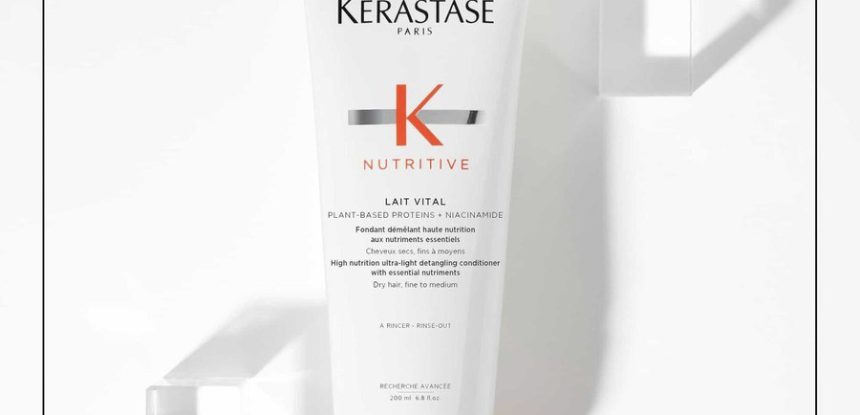 KÉRASTASE
PARIS
K
NUTRITIVE
LAIT VITAL
PLANT-BASED PROTEINS + NIACINAMIDE
Fondant démêlant haute nutrition
aux nutriments essentiels
Cheveux secs, fins à moyens
High nutrition ultra-light detangling conditioner
with essential nutriments
Dry hair, fine to medium
A RINCER - RINSE-OUT
RECHERCHE AVANCÉE
200 ml 6.8 fl.oz